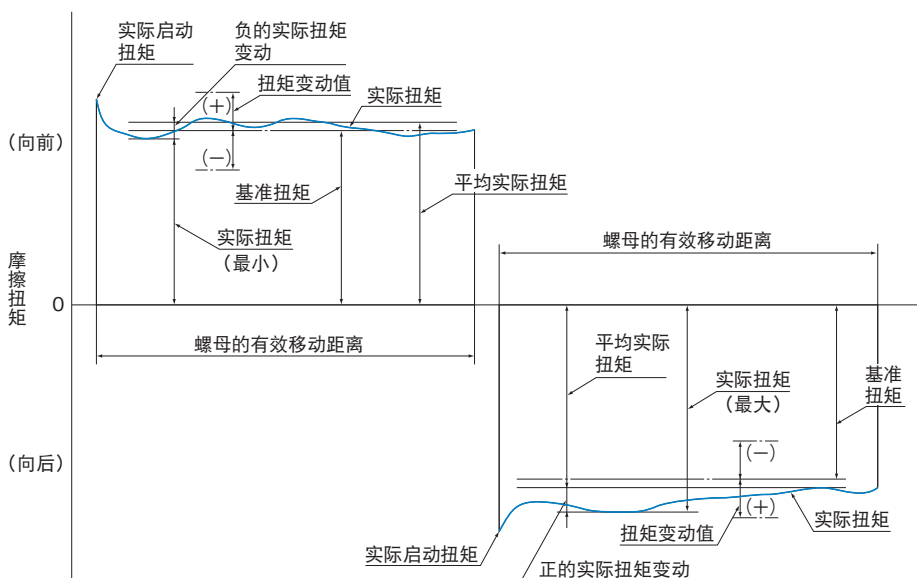 实际启动
扭矩
负的实际扭矩
变动
(+)
扭矩变动值
实际扭矩
(向前)
(−)
基准扭矩
平均实际扭矩
实际扭矩
(最小)
螺母的有效移动距离
摩擦扭矩
0
螺母的有效移动距离
平均实际
扭矩
实际扭矩
(最大)
基准
扭矩
(向后)
(−)
(+)
实际启动扭矩
扭矩变动值
实际扭矩
正的实际扭矩变动